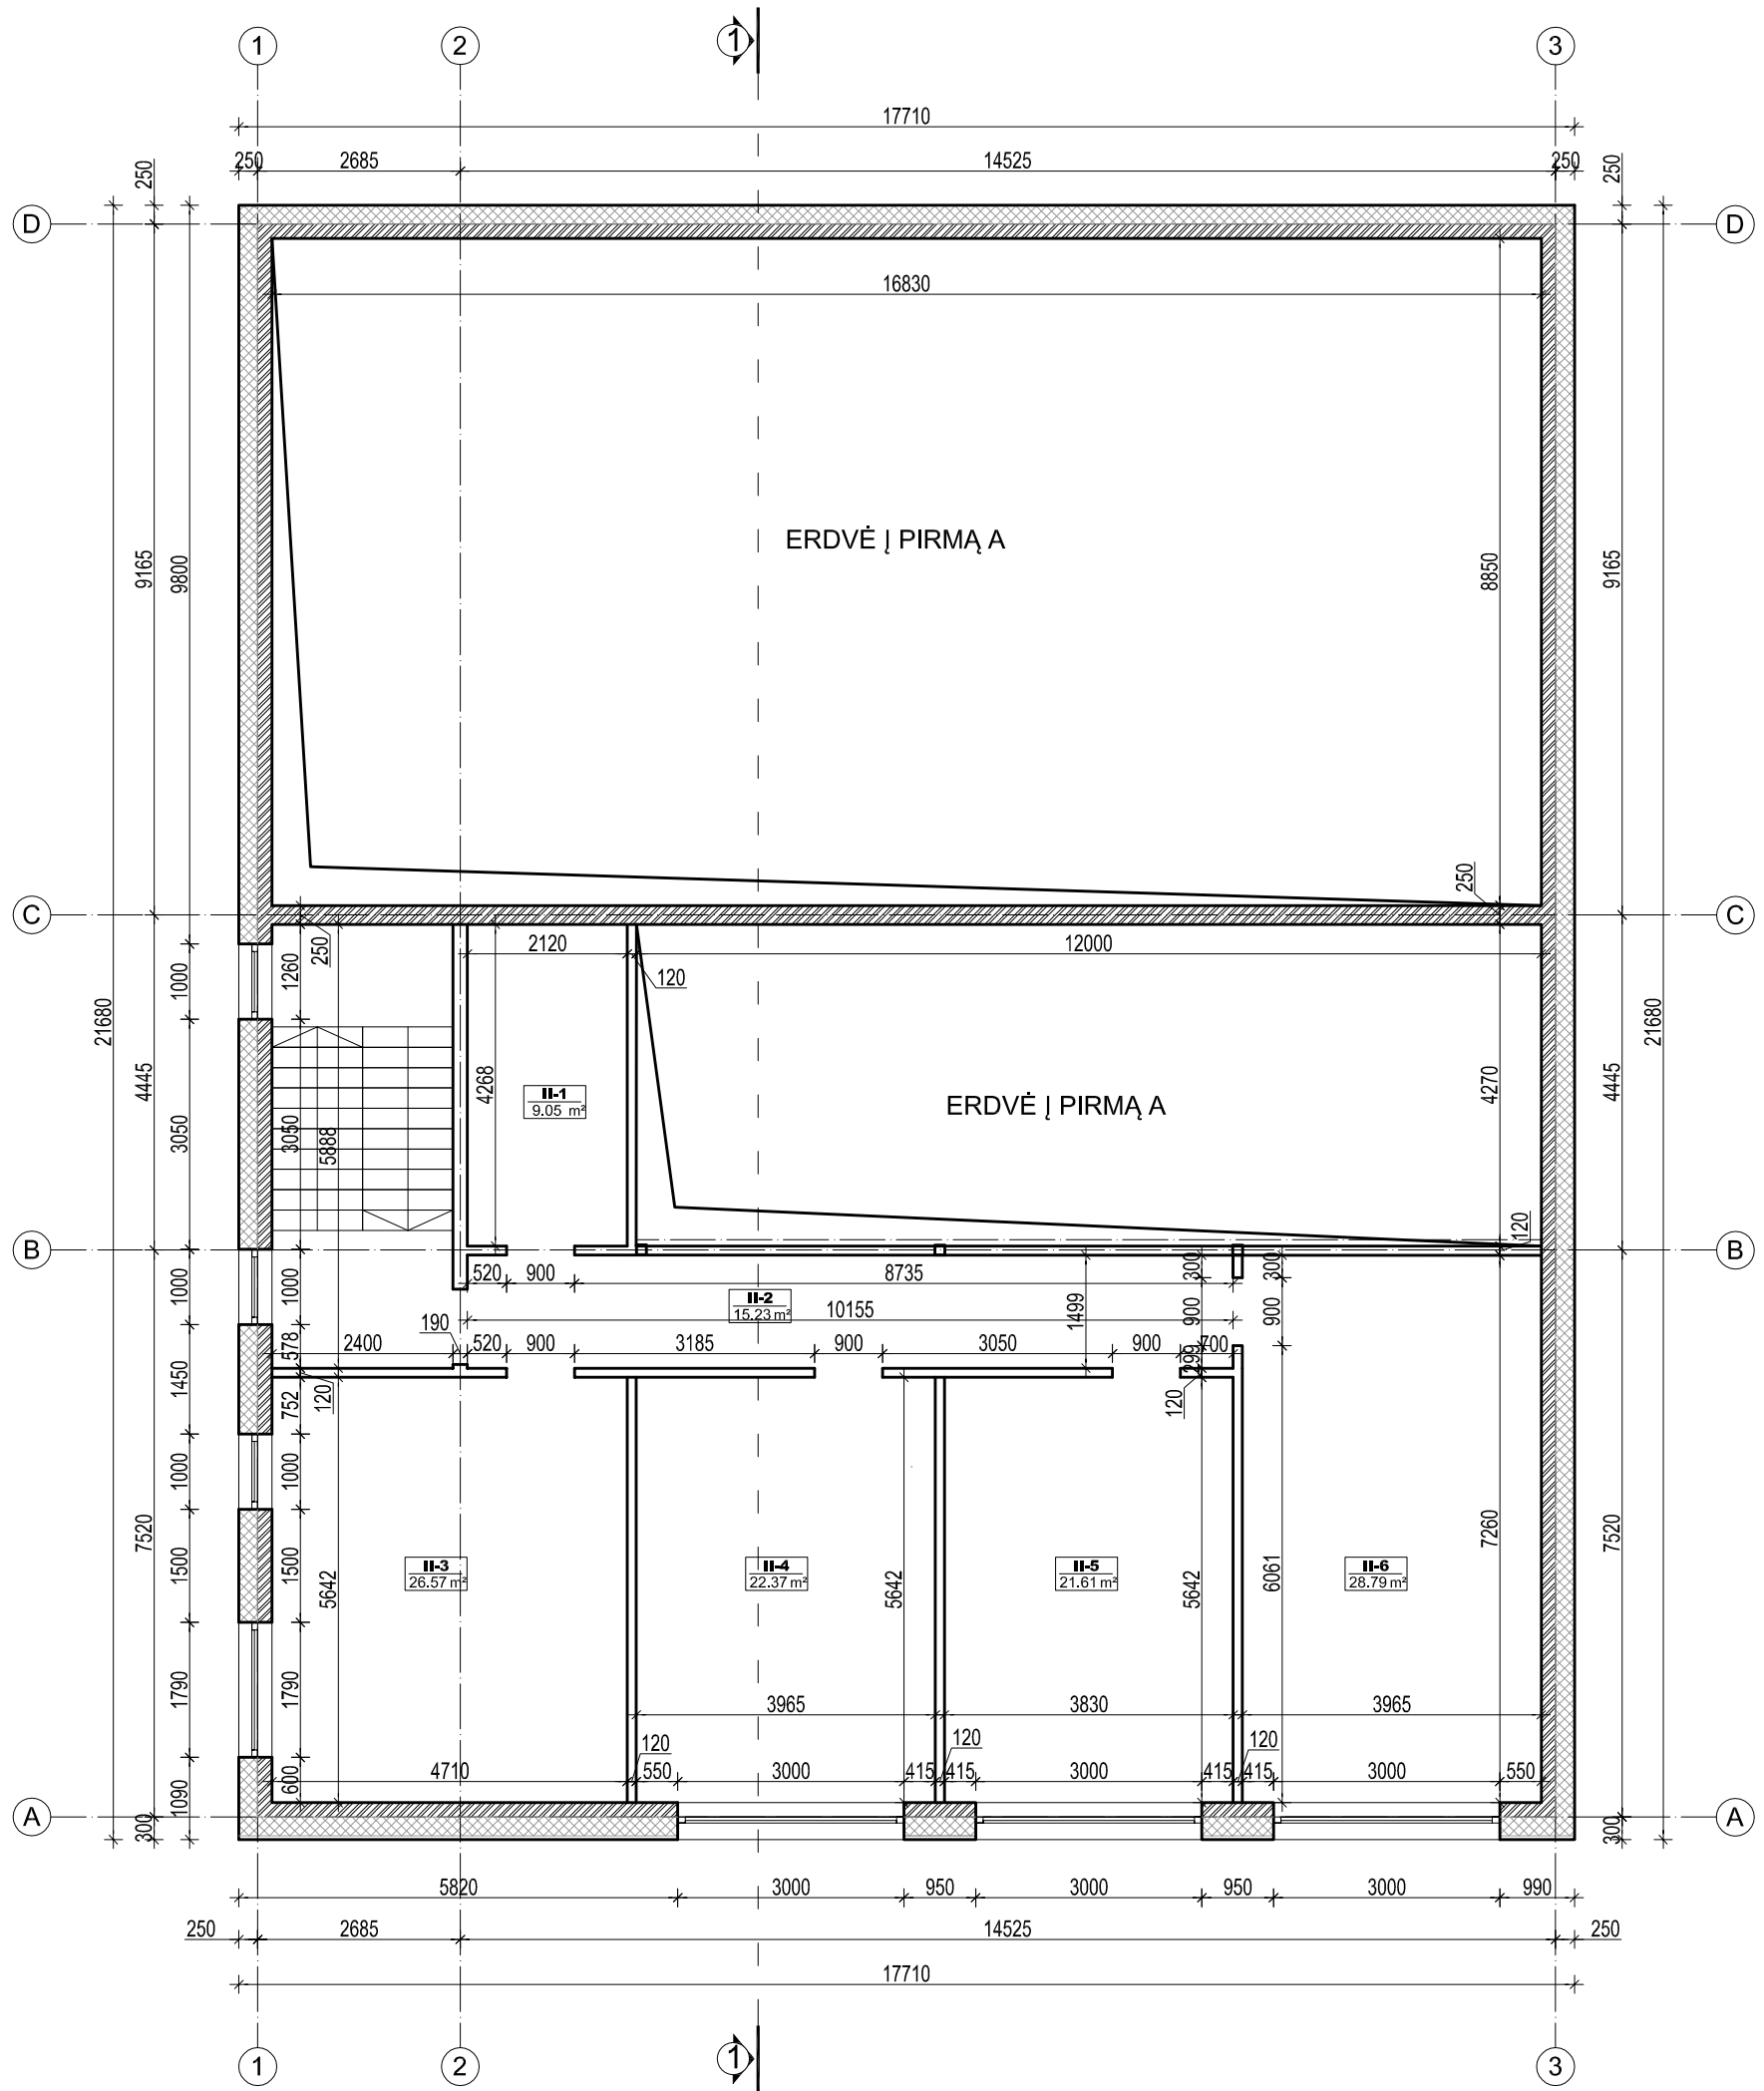 1 2 1 3
17710
250 2685 14525 250
250 250
D D
16830
ERDVĖ Į PIRMĄ A
9165 9800 8850 9165
250
C C
2120 12000
250
120
1000 1260
21680 21680
4445 3050 3050 5888 4268 4270 4445
II-1
9.05 m²
ERDVĖ Į PIRMĄ A
120
B B
520 900 8735 300 300
II-2
15.23 m²
10155
1000 1000 1499 900 900
190
2400 520 900 3185 900 3050 900 700
578 299
1450 752 120 120
1000 1000
7520 7260 7520
1500 1500 5642 5642 5642 6061
II-3
26.57 m²
II-4
22.37 m²
II-5
21.61 m²
II-6
28.79 m²
1790 1790
3965 3830 3965
120 120 120
4710 550 3000 415 415 3000 415 415 3000 550
1090 600
A A
300 300
5820 3000 950 3000 950 3000 990
250 2685 14525 250
17710
1 2 1 3